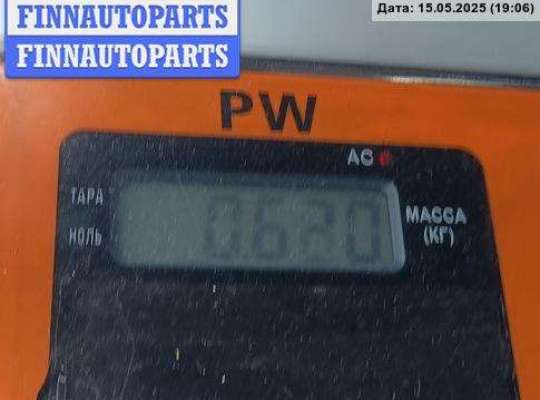 FINNAUTOPARTS
FINNAUTOPARTS
Дата: 15.05.2025 (19:06)
PW
AC
ТАРА
НОЛЬ
0.620
МАССА
(КГ)